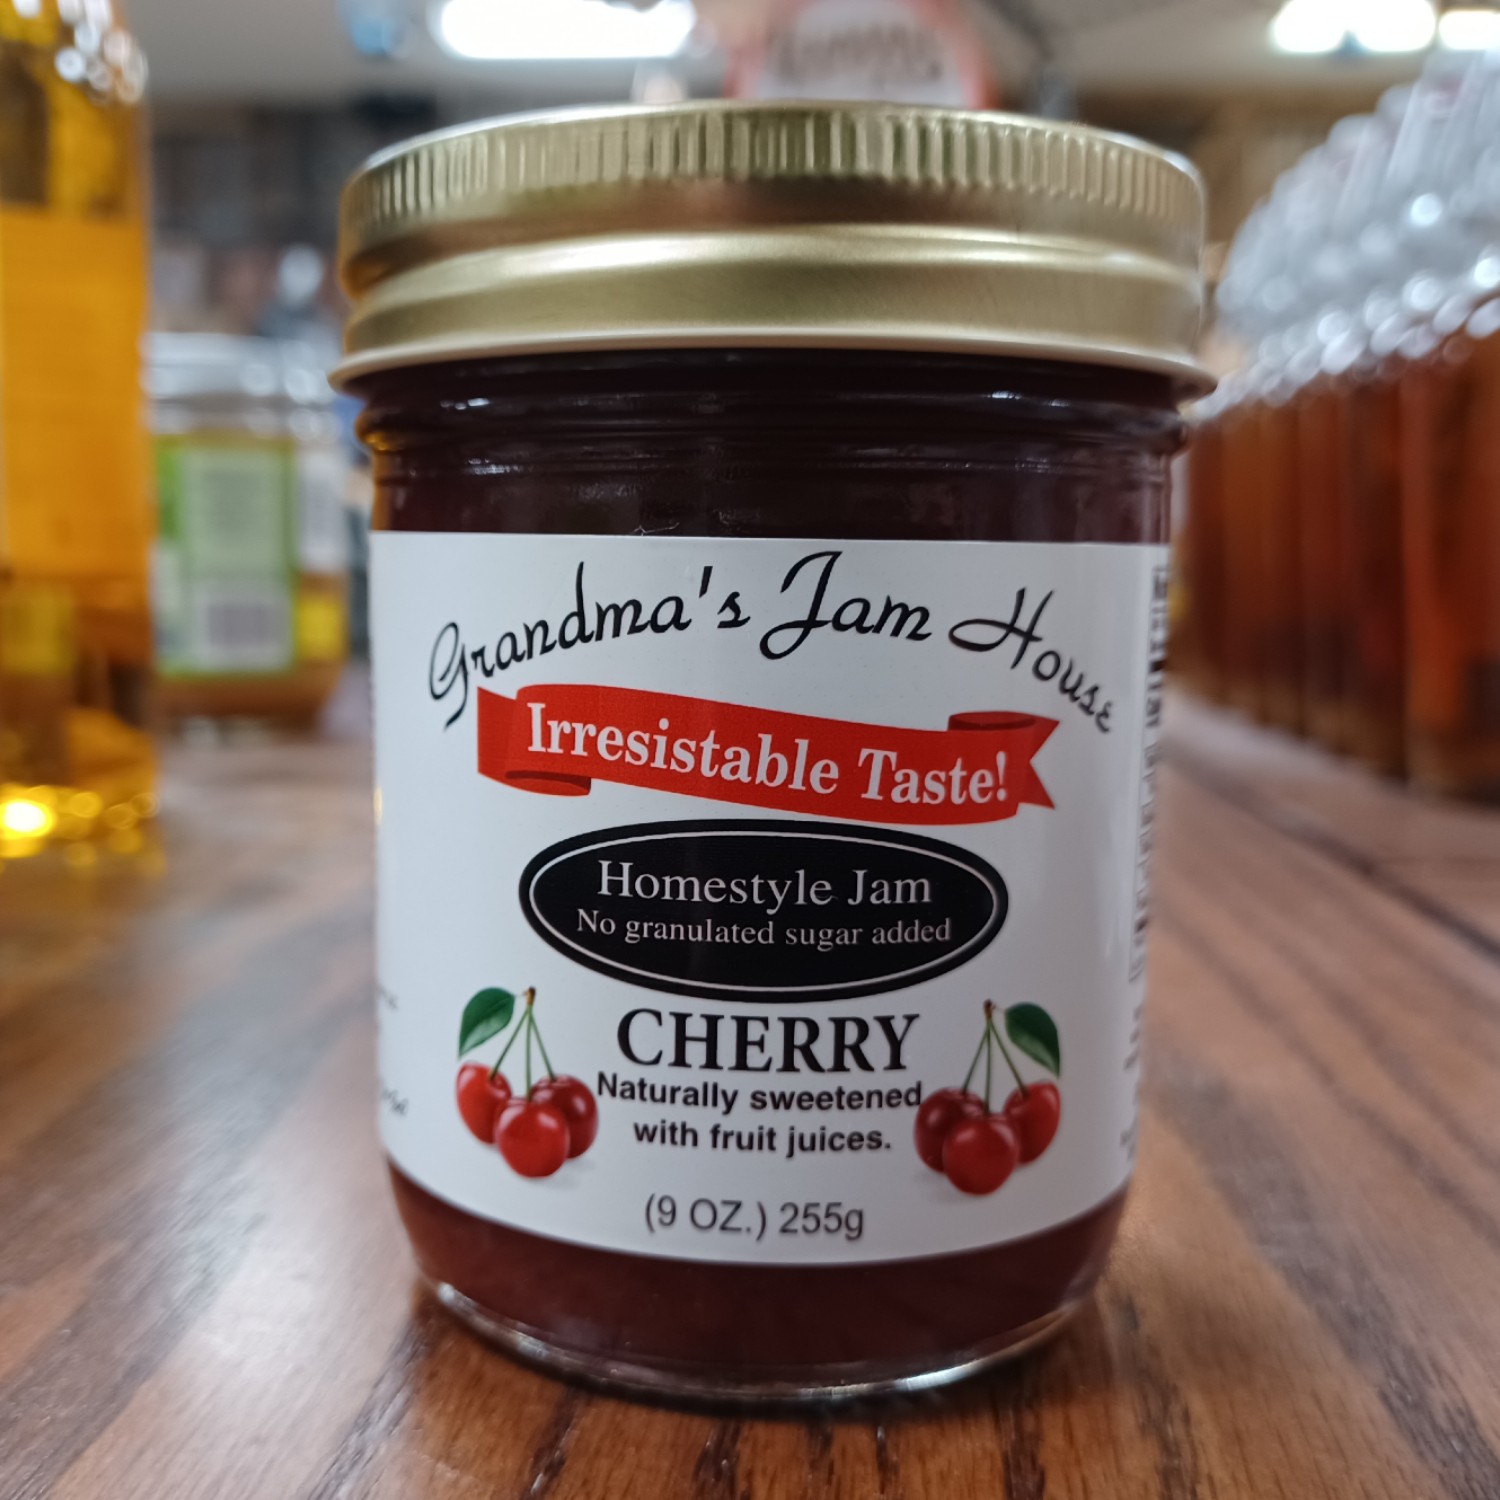 Grandma's Jam House
Irresistable Taste!
Homestyle Jam
No granulated sugar added
CHERRY
Naturally sweetened
with fruit juices.
(9 OZ.) 255g